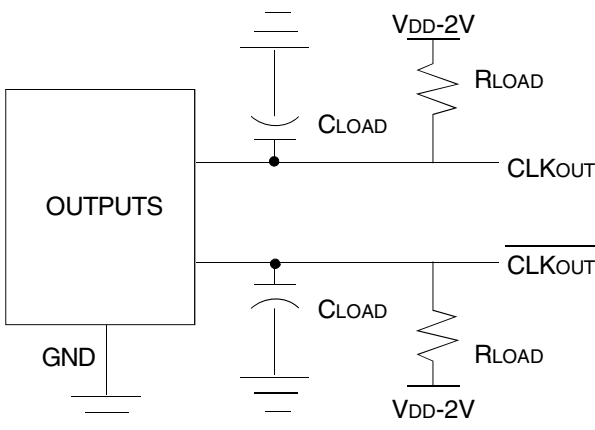 VDD-2V
RLOAD
CLOAD
CLKOUT
OUTPUTS
CLKOUT
CLOAD
GND
RLOAD
VDD-2V